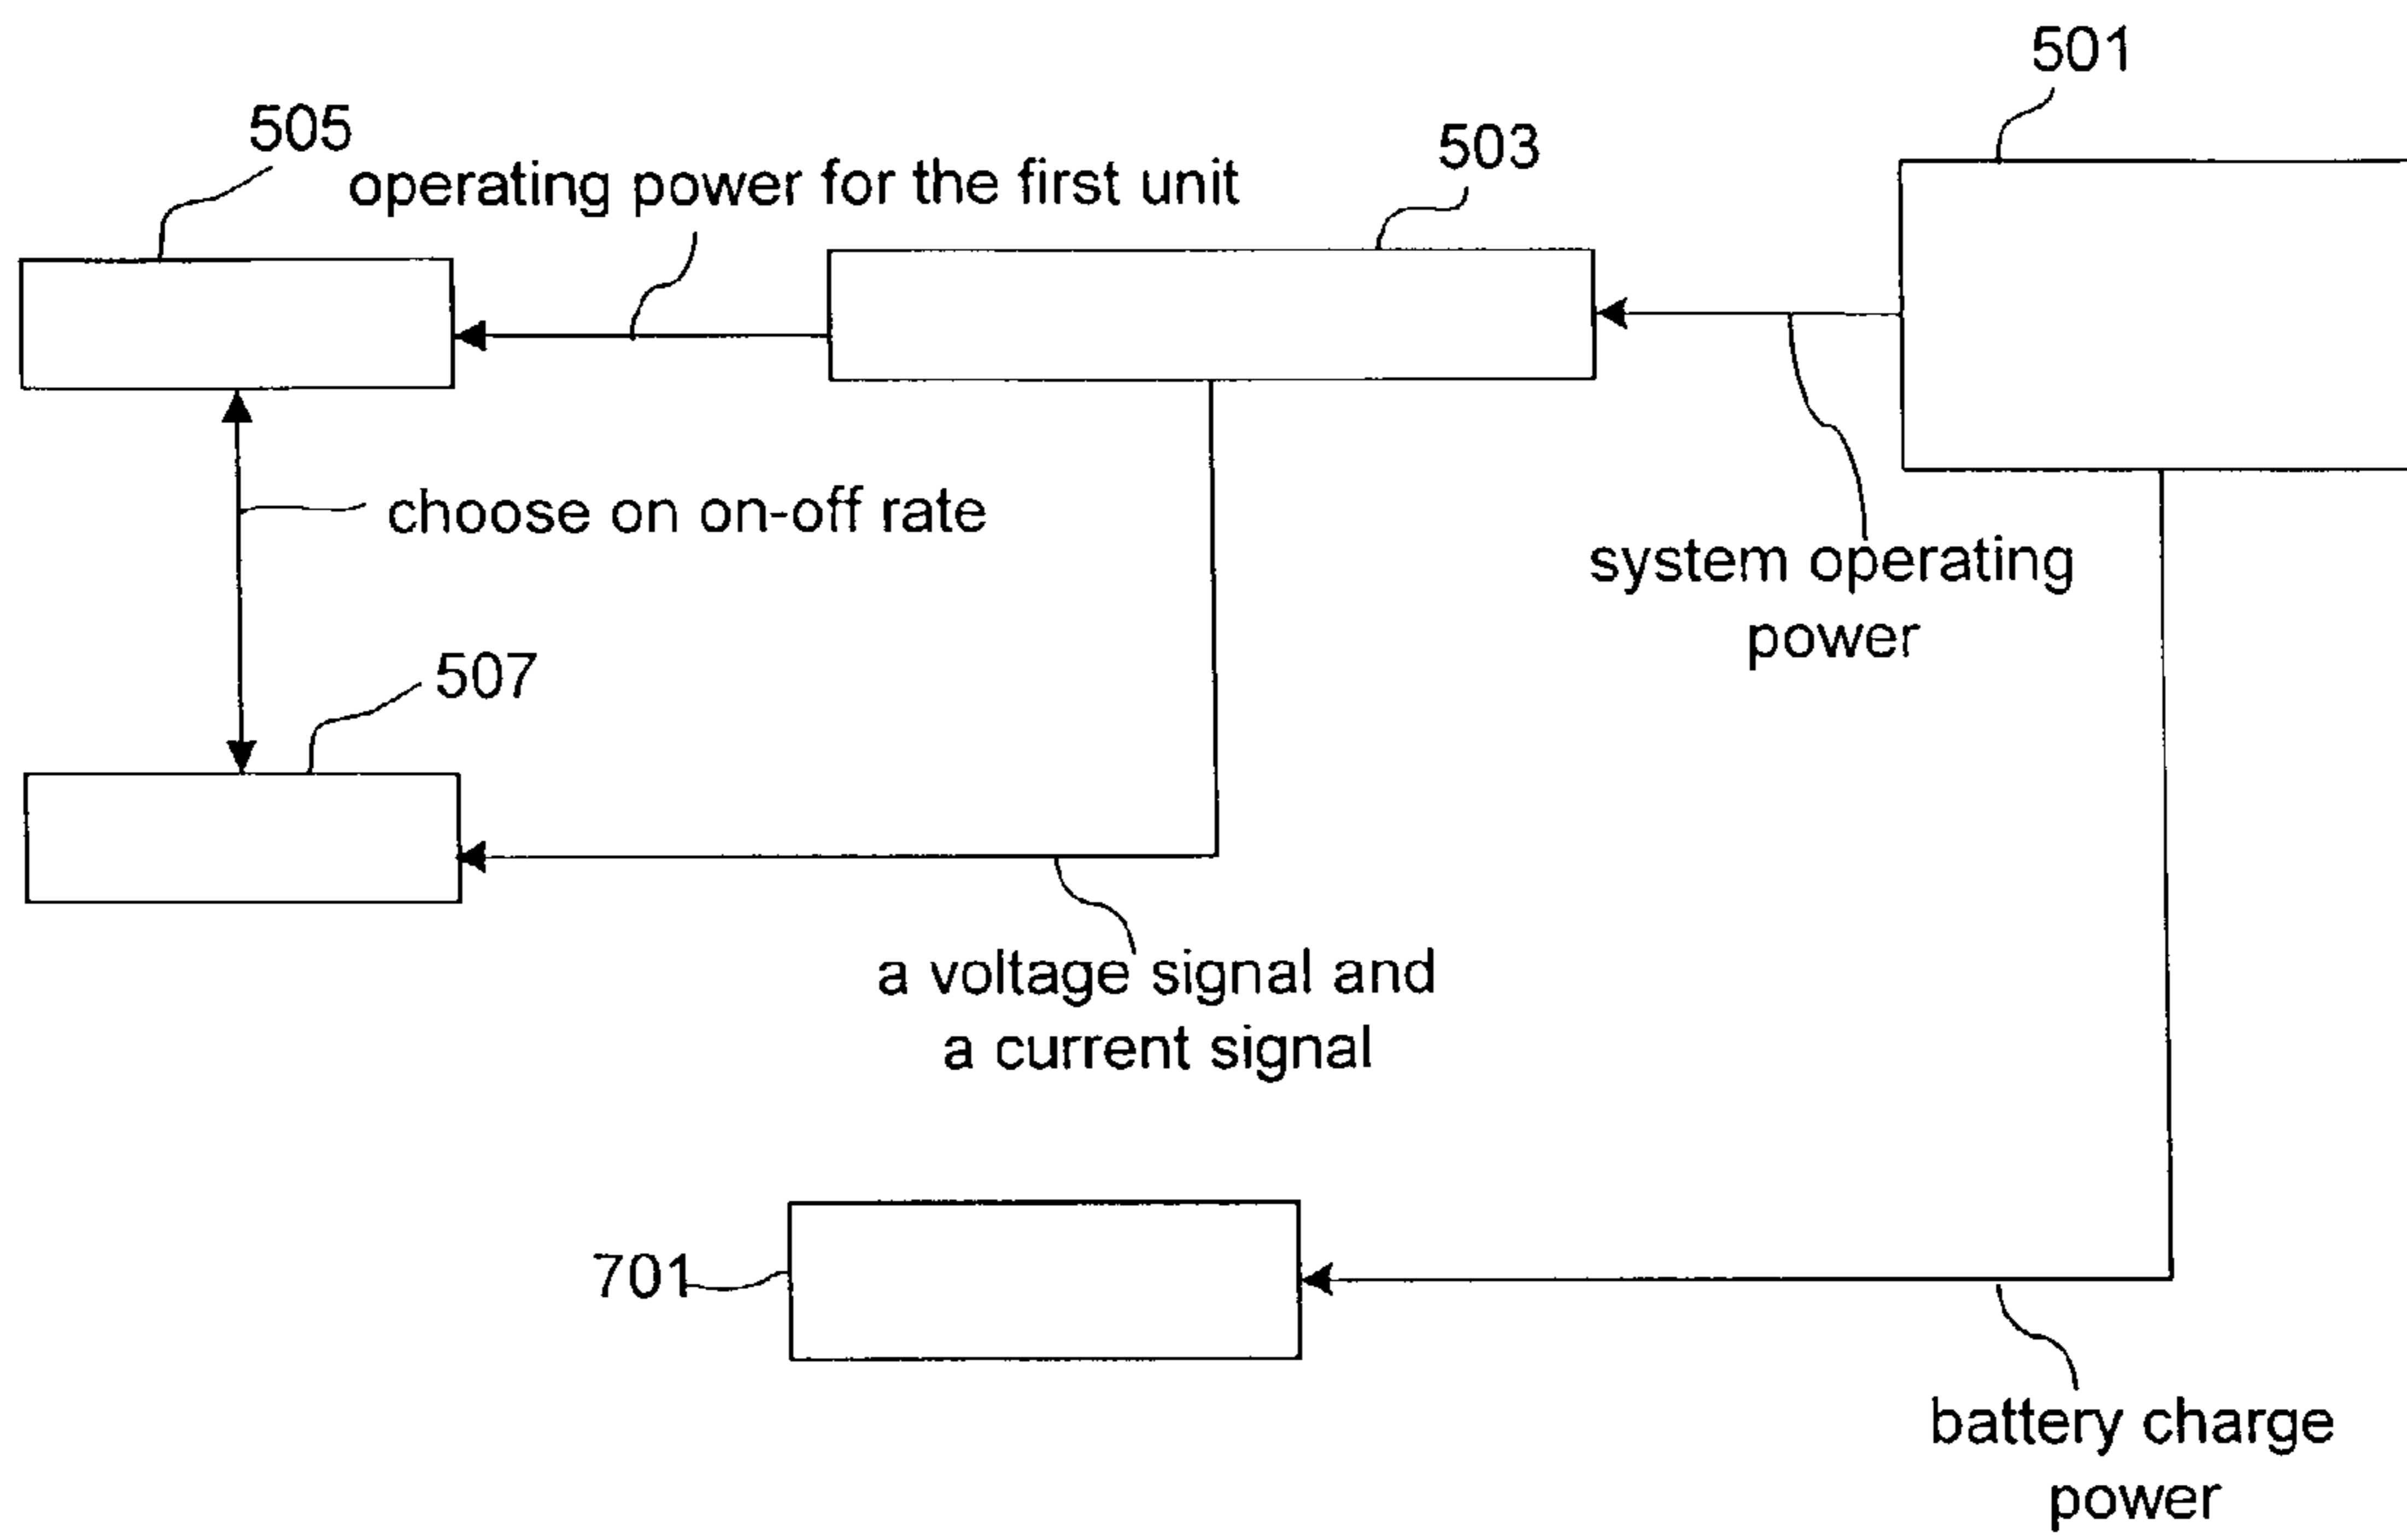 501
505
503
operating power for the first unit
choose on on-off rate
system operating
power
507
a voltage signal and
a current signal
701
battery charge
power